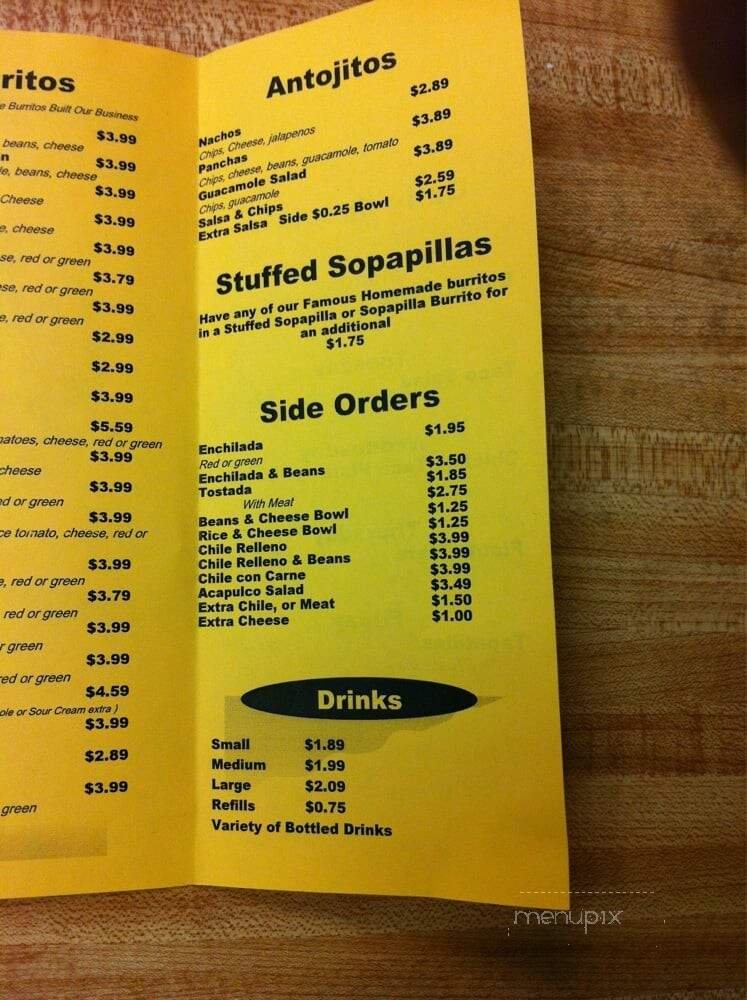 ritos
e Burritos Built Our Business
$3.99
beans, cheese
n $3.99
e, beans, cheese
$3.99
Cheese
$3.99
e, cheese
$3.99
se, red or green
$3.79
ese, red or green
$3.99
e, red or green
$2.99
$2.99
$3.99
$5.59
matoes, cheese, red or green
$3.99
cheese
$3.99
ed or green
$3.99
ce tomato, cheese, red or
$3.99
e, red or green
$3.79
red or green
$3.99
r green
$3.99
red or green
$4.59
ole or Sour Cream extra )
$3.99
$2.89
$3.99
green
Antojitos
Nachos $2.89
Chips, Cheese, jalapenos
Panchas $3.89
Chips, cheese, beans, guacamole, tomato
Guacamole Salad $3.89
Chips, guacamole
Salsa & Chips $2.59
Extra Salsa Side $0.25 Bowl $1.75
Stuffed Sopapillas
Have any of our Famous Homemade burritos
in a Stuffed Sopapilla or Sopapilla Burrito for
an additional
$1.75
Side Orders
Enchilada $1.95
Red or green
Enchilada & Beans $3.50
Tostada $1.85
With Meat $2.75
Beans & Cheese Bowl $1.25
Rice & Cheese Bowl $1.25
Chile Relleno $3.99
Chile Relleno & Beans $3.99
Chile con Carne $3.99
Acapulco Salad $3.49
Extra Chile, or Meat $1.50
Extra Cheese $1.00
Drinks
Small $1.89
Medium $1.99
Large $2.09
Refills $0.75
Variety of Bottled Drinks
menupix